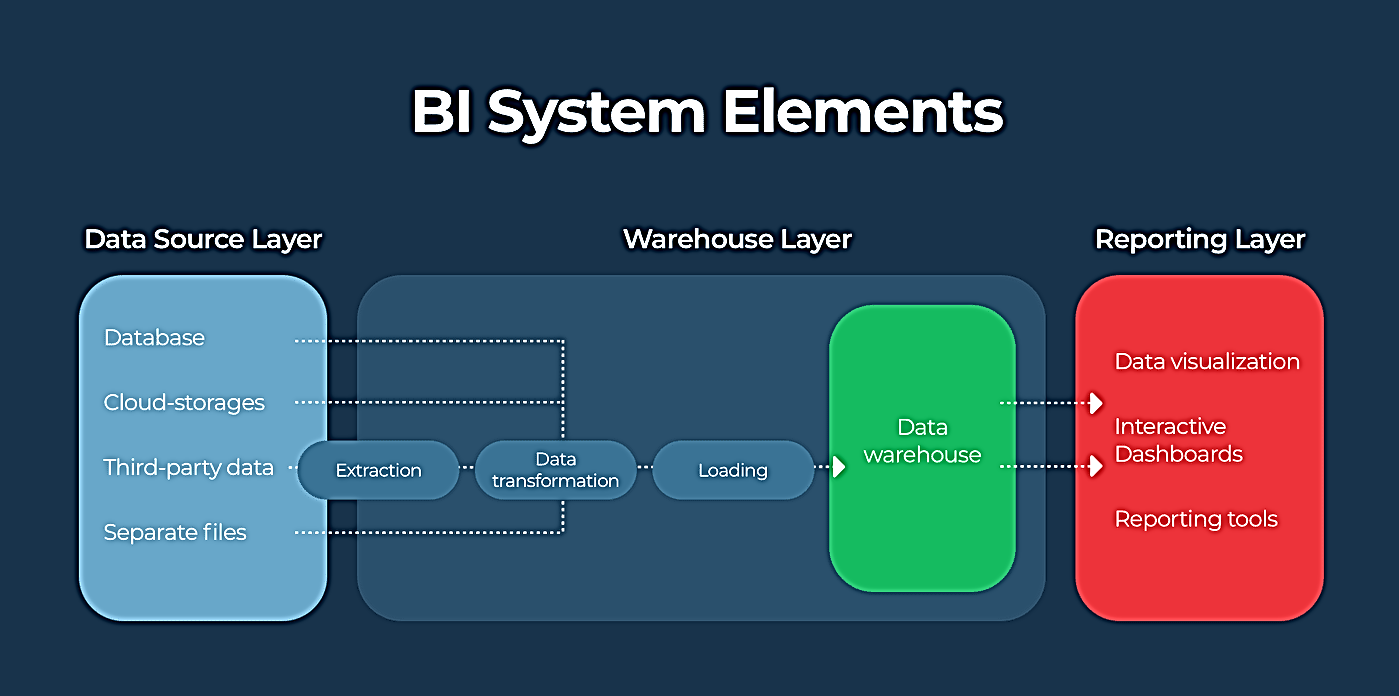 BI System Elements
Data Source Layer
Warehouse Layer
Reporting Layer
Database
Cloud-storages
Third-party data
Separate files
Extraction
Data
transformation
Loading
Data
warehouse
Data visualization
Interactive
Dashboards
Reporting tools